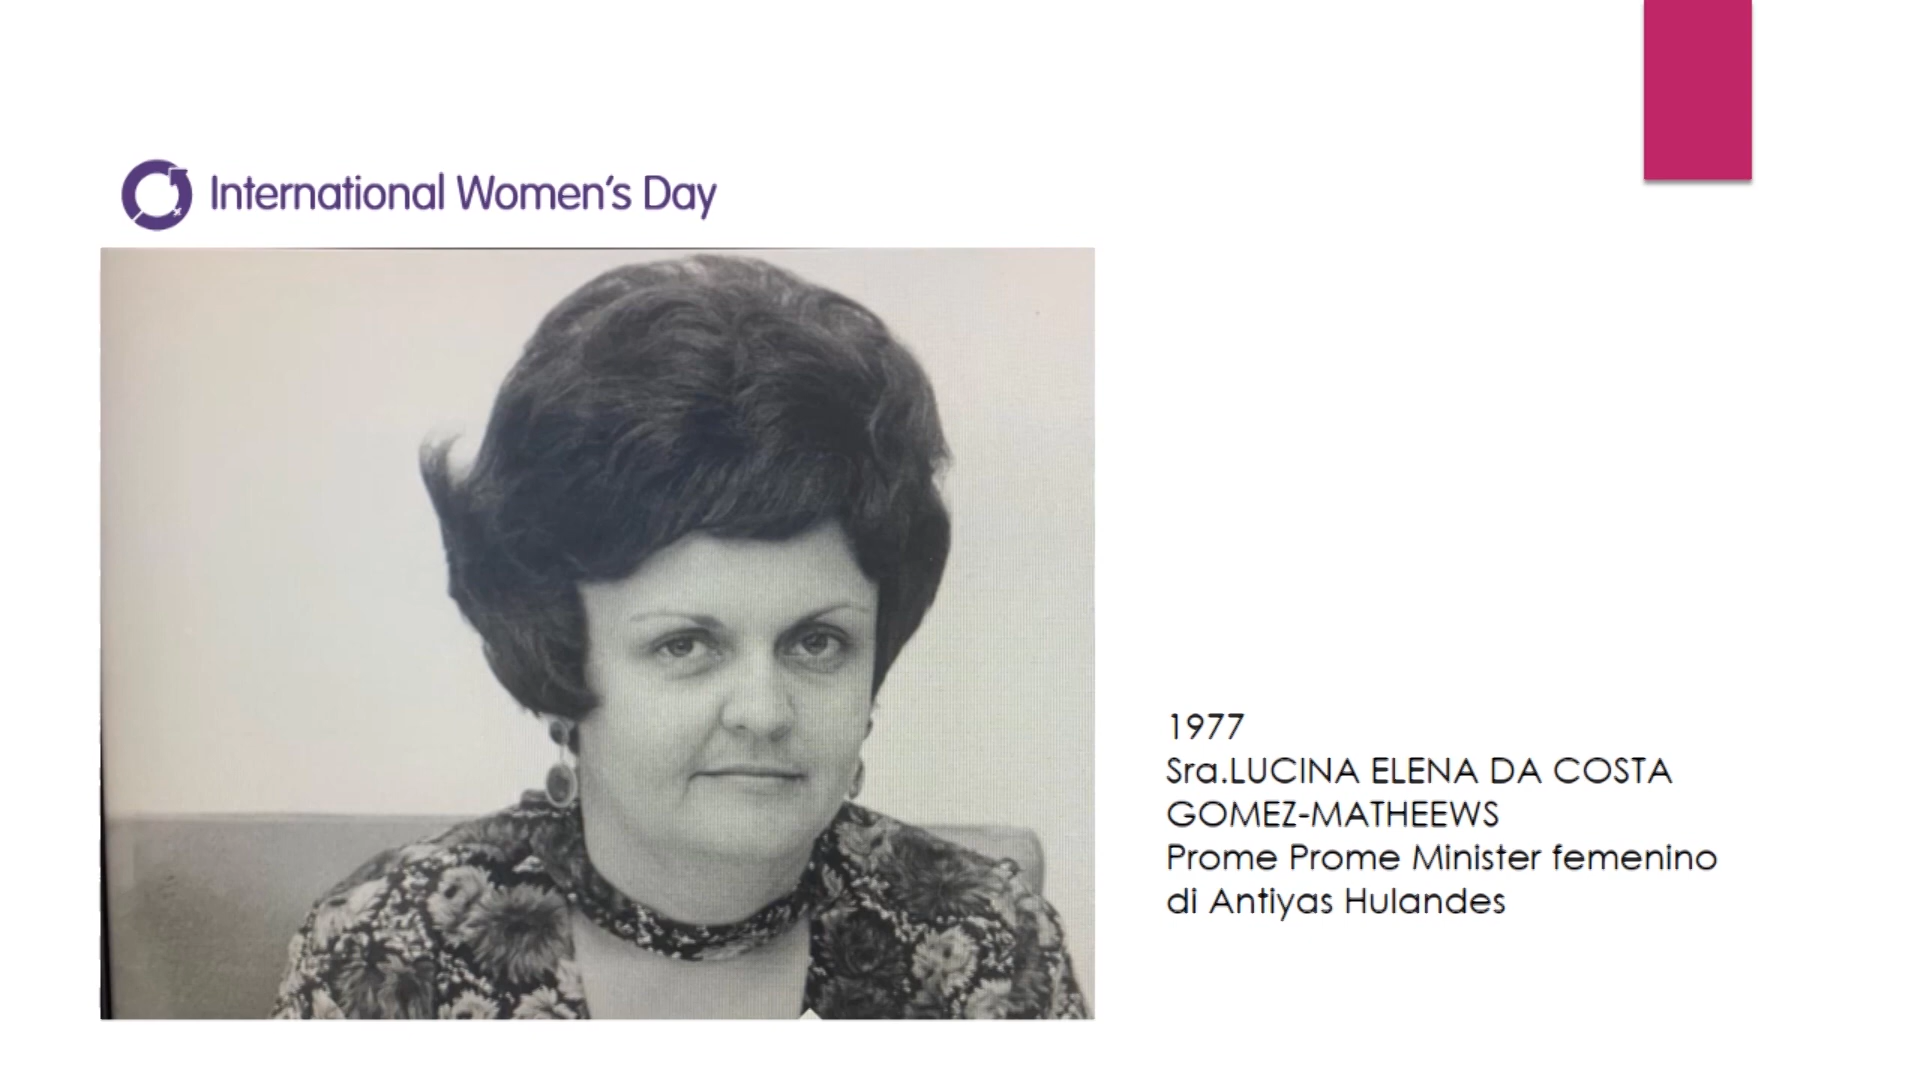 International Women's Day
1977
Sra.LUCINA ELENA DA COSTA
GOMEZ-MATHEEWS
Prome Prome Minister femenino
di Antiyas Hulandes